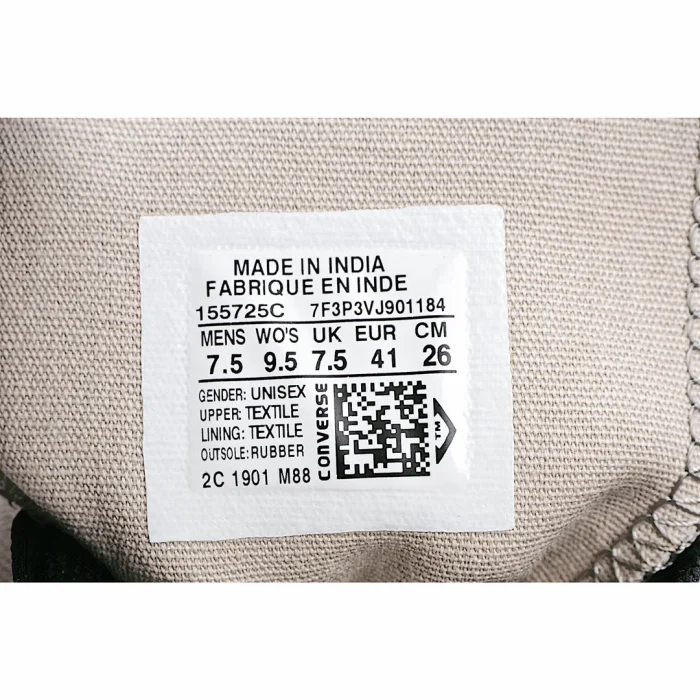 MADE IN INDIA
FABRIQUE EN INDE
155725C 7F3P3VJ901184
MENS WO'S UK EUR CM
7.5 9.5 7.5 41 26
GENDER: UNISEX
UPPER: TEXTILE
LINING: TEXTILE
OUTSOLE: RUBBER
2C 1901 M88
CONVERSE
TM